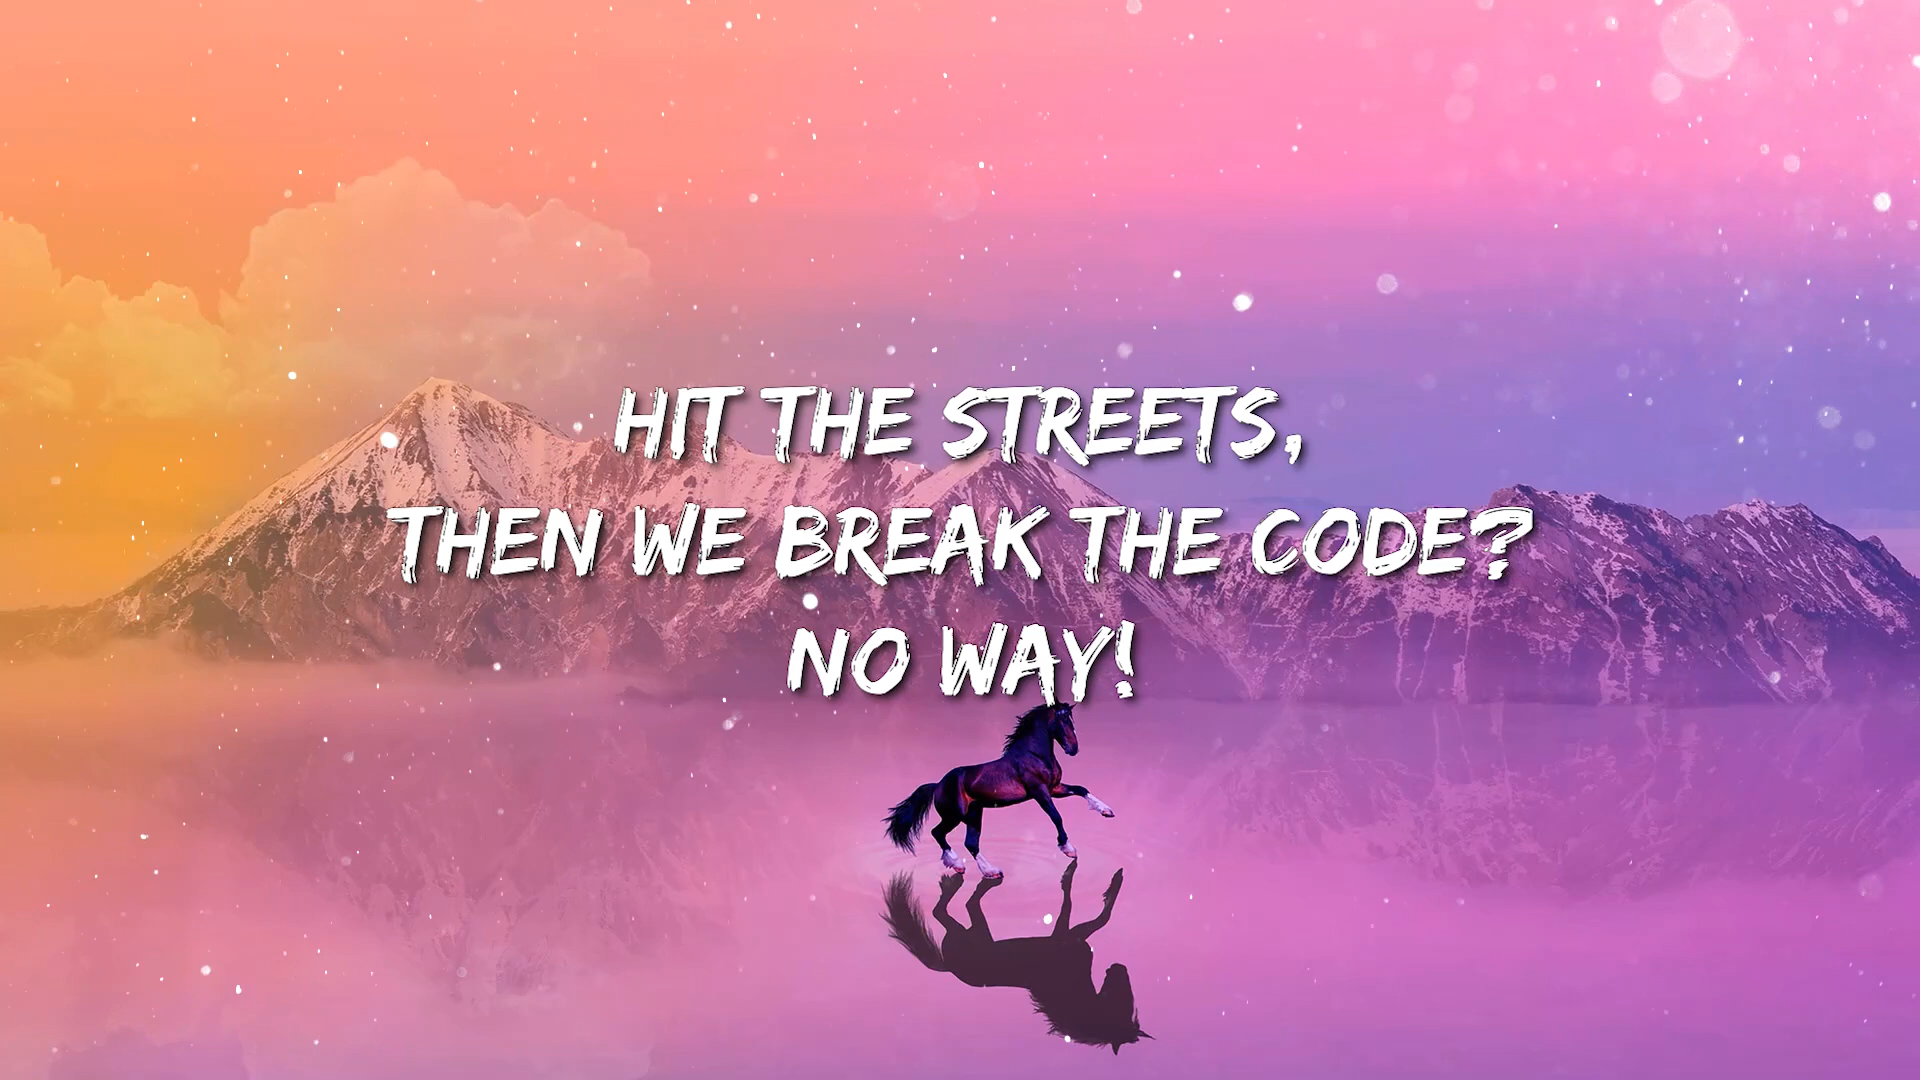 HIT THE STREETS,
THEN WE BREAK THE CODE?
NO WAY!